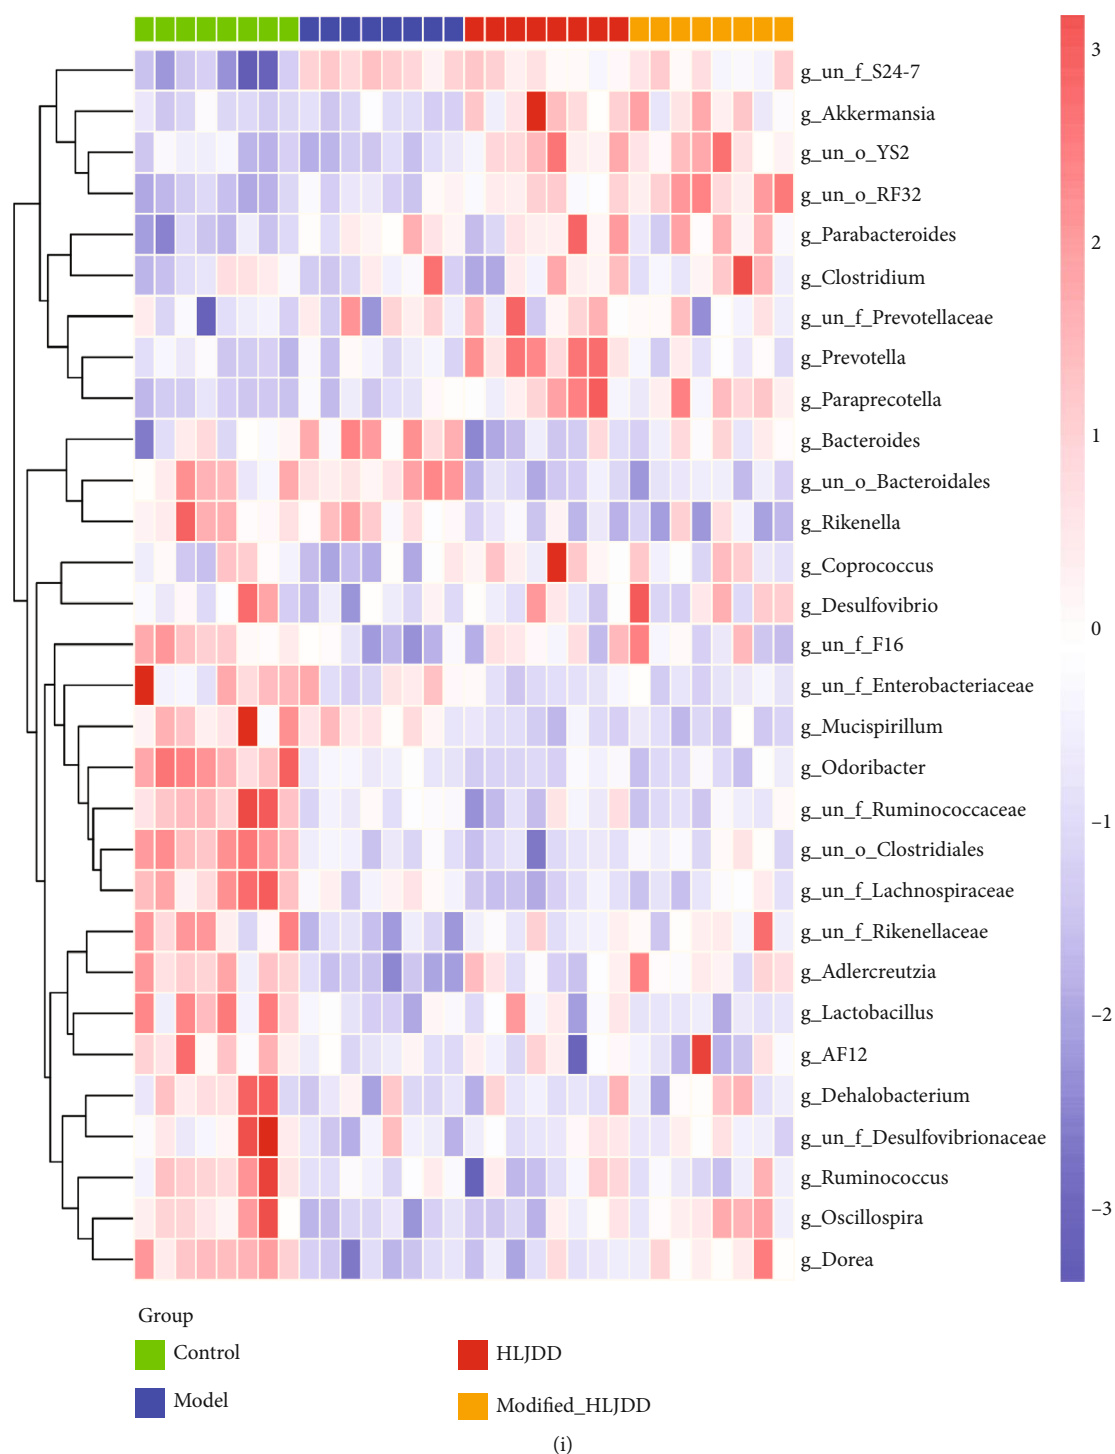 g_un_f_S24-7
g_Akkermansia
g_un_o_YS2
g_un_o_RF32
g_Parabacteroides
g_Clostridium
g_un_f_Prevotellaceae
g_Prevotella
g_Paraprecotella
g_Bacteroides
g_un_o_Bacteroidales
g_Rikenella
g_Coprococcus
g_Desulfovibrio
g_un_f_F16
g_un_f_Enterobacteriaceae
g_Mucispirillum
g_Odoribacter
g_un_f_Ruminococcaceae
g_un_o_Clostridiales
g_un_f_Lachnospiraceae
g_un_f_Rikenellaceae
g_Adlercreutzia
g_Lactobacillus
g_AF12
g_Dehalobacterium
g_un_f_Desulfovibrionaceae
g_Ruminococcus
g_Oscillospira
g_Dorea
3
2
1
0
–1
–2
–3
Group
Control
Model
HLJDD
Modified_HLJDD
(i)